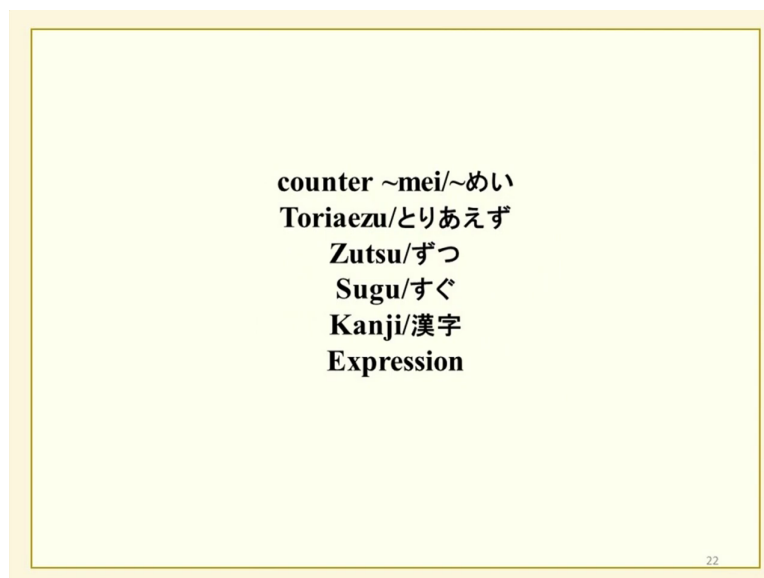 counter ~mei/~めい
Toriaezu/とりあえず
Zutsu/ずつ
Sugu/すぐ
Kanji/漢字
Expression
22